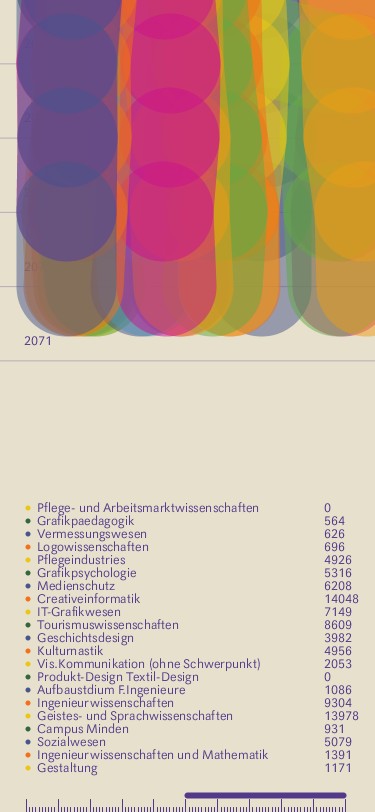 2071
Pflege- und Arbeitsmarktwissenschaften 0
Grafikpaedagogik 564
Vermessungswesen 626
Logowissenschaften 696
Pflegeindustries 4926
Grafikpsychologie 5316
Medienschutz 6208
Creativeinformatik 14048
IT-Grafikwesen 7149
Tourismuswissenschaften 8609
Geschichtsdesign 3982
Kulturnastik 4956
Vis.Kommunikation (ohne Schwerpunkt) 2053
Produkt-Design Textil-Design 0
Aufbaustdium F.Ingenieure 1086
Ingenieurwissenschaften 9304
Geistes- und Sprachwissenschaften 13978
Campus Minden 931
Sozialwesen 5079
Ingenieurwissenschaften und Mathematik 1391
Gestaltung 1171